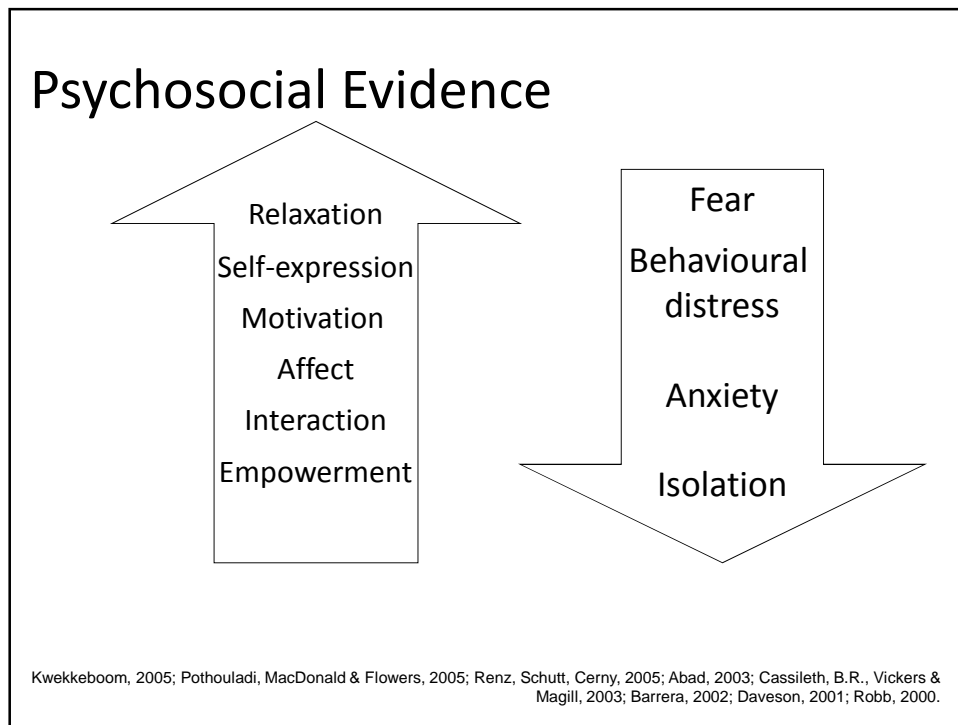 Psychosocial Evidence
Relaxation
Self-expression
Motivation
Affect
Interaction
Empowerment
Fear
Behavioural
distress
Anxiety
Isolation
Kwekkeboom, 2005; Pothouladi, MacDonald & Flowers, 2005; Renz, Schutt, Cerny, 2005; Abad, 2003; Cassileth, B.R., Vickers &
Magill, 2003; Barrera, 2002; Daveson, 2001; Robb, 2000.